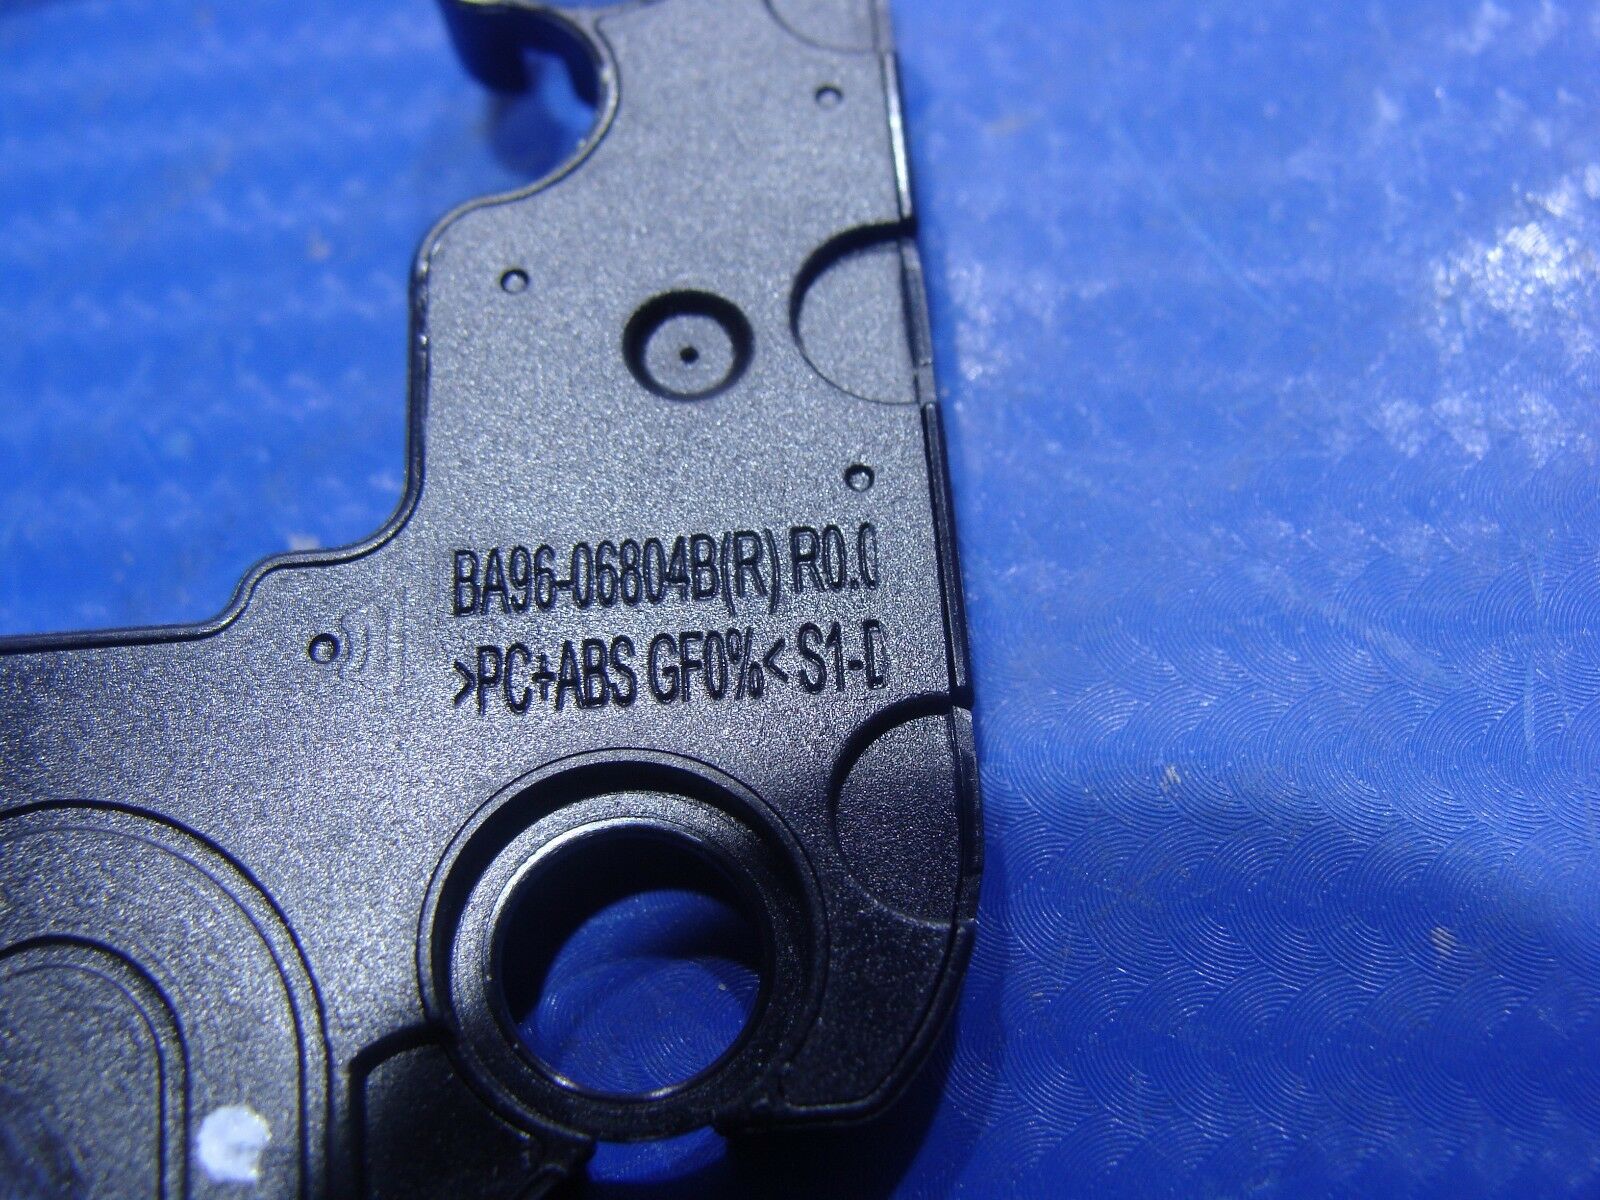 BA96-06804B(R) R0.0
>PC+ABS GF0%< S1-D